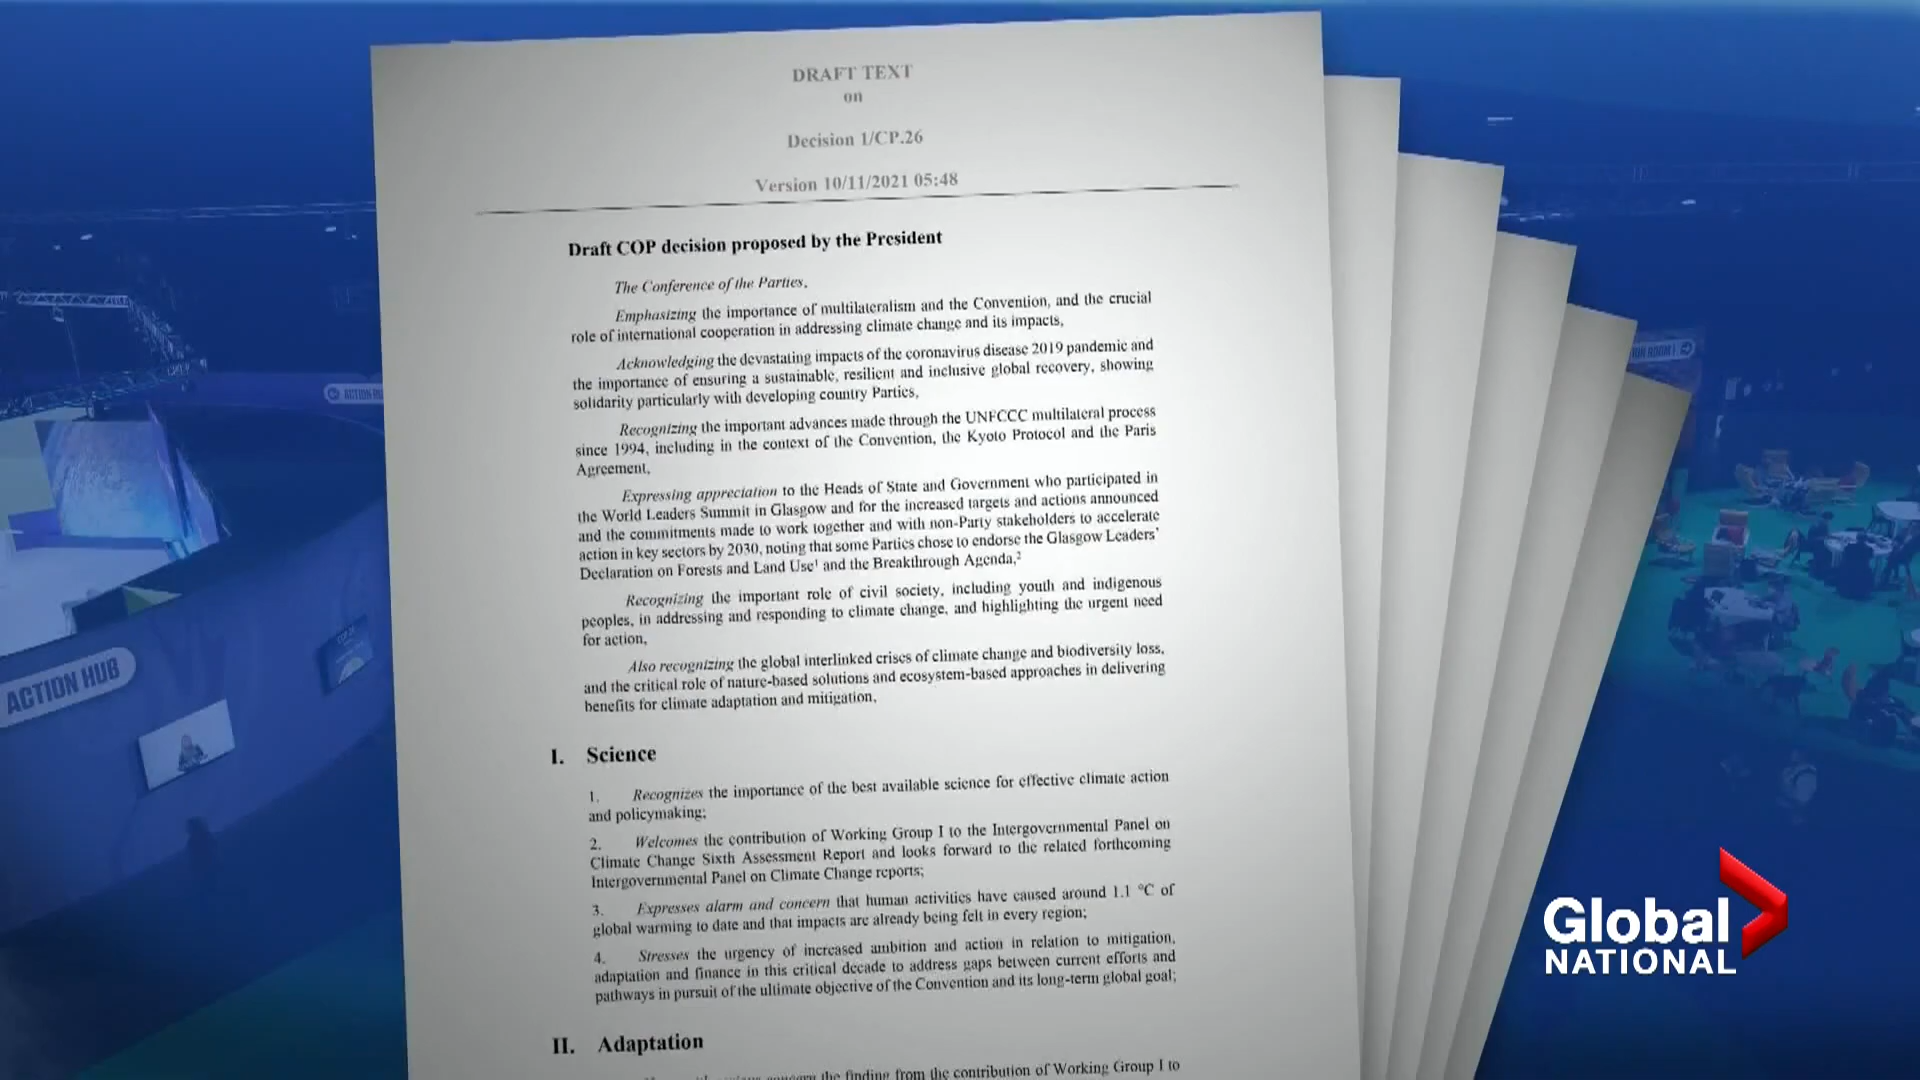 DRAFT TEXT
on
Decision 1/CP.26
Version 10/11/2021 05:48
Draft COP decision proposed by the President
The Conference of the Parties,
Emphasizing the importance of multilateralism and the Convention, and the crucial
role of international cooperation in addressing climate change and its impacts,
Acknowledging the devastating impacts of the coronavirus disease 2019 pandemic and
the importance of ensuring a sustainable, resilient and inclusive global recovery, showing
solidarity particularly with developing country Parties,
Recognizing the important advances made through the UNFCCC multilateral process
since 1994, including in the context of the Convention, the Kyoto Protocol and the Paris
Agreement,
Expressing appreciation to the Heads of State and Government who participated in
the World Leaders Summit in Glasgow and for the increased targets and actions announced
and the commitments made to work together and with non-Party stakeholders to accelerate
action in key sectors by 2030, noting that some Parties chose to endorse the Glasgow Leaders'
Declaration on Forests and Land Use¹ and the Breakthrough Agenda,²
Recognizing the important role of civil society, including youth and indigenous
peoples, in addressing and responding to climate change, and highlighting the urgent need
for action,
Also recognizing the global interlinked crises of climate change and biodiversity loss,
and the critical role of nature-based solutions and ecosystem-based approaches in delivering
benefits for climate adaptation and mitigation,
I. Science
1. Recognizes the importance of the best available science for effective climate action
and policymaking;
2. Welcomes the contribution of Working Group I to the Intergovernmental Panel on
Climate Change Sixth Assessment Report and looks forward to the related forthcoming
Intergovernmental Panel on Climate Change reports;
3. Expresses alarm and concern that human activities have caused around 1.1 °C of
global warming to date and that impacts are already being felt in every region;
4. Stresses the urgency of increased ambition and action in relation to mitigation,
adaptation and finance in this critical decade to address gaps between current efforts and
pathways in pursuit of the ultimate objective of the Convention and its long-term global goal;
II. Adaptation
the finding from the contribution of Working Group I to
ACTION HUB
ACTION
ROOM 1
Global
NATIONAL